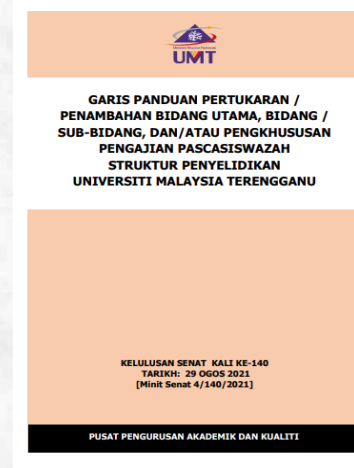 UMT
GARIS PANDUAN PERTUKARAN /
PENAMBAHAN BIDANG UTAMA, BIDANG /
SUB-BIDANG, DAN/ATAU PENGKHUSUSAN
PENGAJIAN PASCASISWAZAH
STRUKTUR PENYELIDIKAN
UNIVERSITI MALAYSIA TERENGGANU
KELULUSAN SENAT KALI KE-140
TARIKH: 29 OGOS 2021
[Minit Senat 4/140/2021]
PUSAT PENGURUSAN AKADEMIK DAN KUALITI